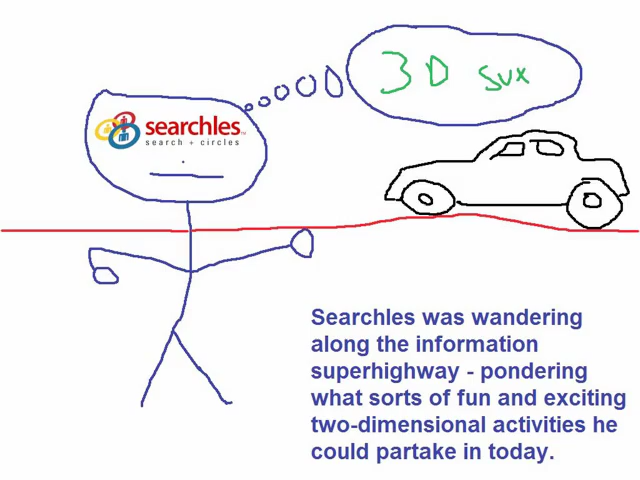 3D sux
searchles™
search + circles
Searchles was wandering
along the information
superhighway - pondering
what sorts of fun and exciting
two-dimensional activities he
could partake in today.